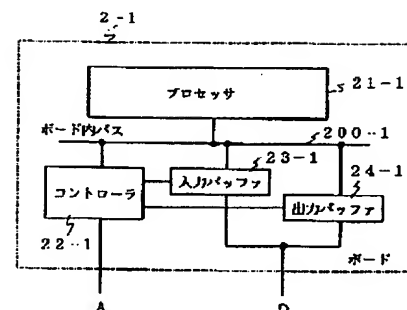 2-1
プロセッサ
21-1
ボード内バス
200-1
23-1
入力バッファ
24-1
コントローラ
出力バッファ
22-1
ボード
A
D